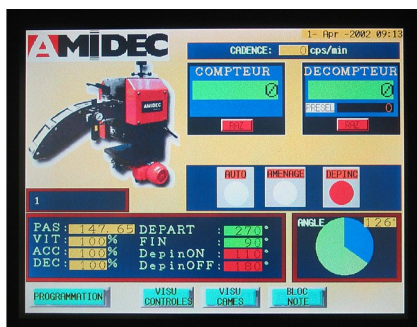 1- Apr -2002 09:13
AMIDEC
CADENCE: 0 cps/min
COMPTEUR
0
RAZ
DECOMPTEUR
0
PRESEL 0
RAZ
AMIDEC
AUTO
AMENAGE
DEPINC
1
PAS: 147.65
VIT: 100%
ACC: 100%
DEC: 100%
DEPART : 270°
FIN : 90°
DepinON : 110°
DepinOFF: 180°
ANGLE 126
PROGRAMMATION
VISU CONTROLES
VISU CAMES
BLOC NOTE